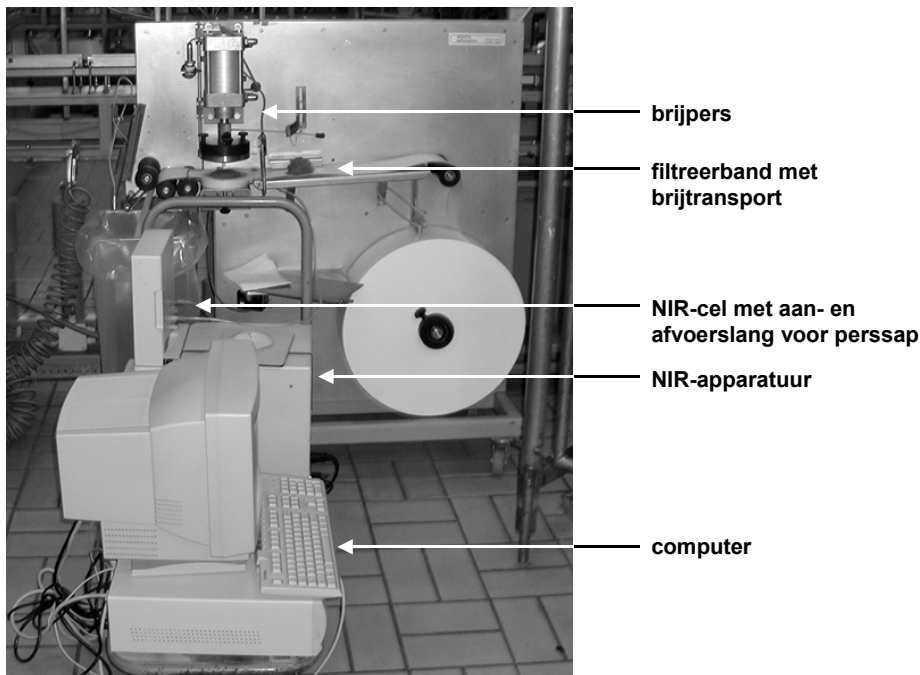 brijpers
filtreerband met
brijtransport
NIR-cel met aan- en
afvoerslang voor perssap
NIR-apparatuur
computer